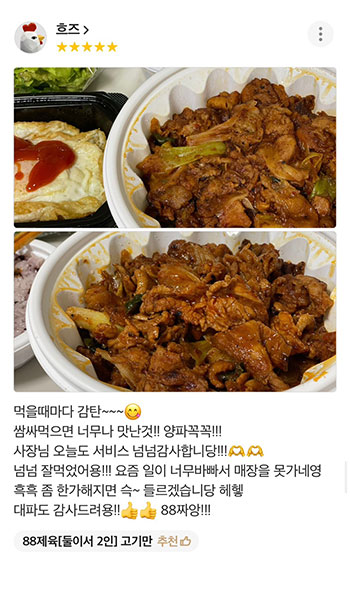 흐즈
먹을때마다 감탄~~~😋
쌈싸먹으면 너무나 맛난것!! 양파꼭꼭!!!
사장님 오늘도 서비스 넘넘감사합니당!!!🫶🫶
넘넘 잘먹었어용!!! 요즘 일이 너무바빠서 매장을 못가네영
흑흑 좀 한가해지면 슥~ 들르겠습니당 헤헿
대파도 감사드려용!!👍👍 88짜앙!!!
88제육[둘이서 2인] 고기만 추천